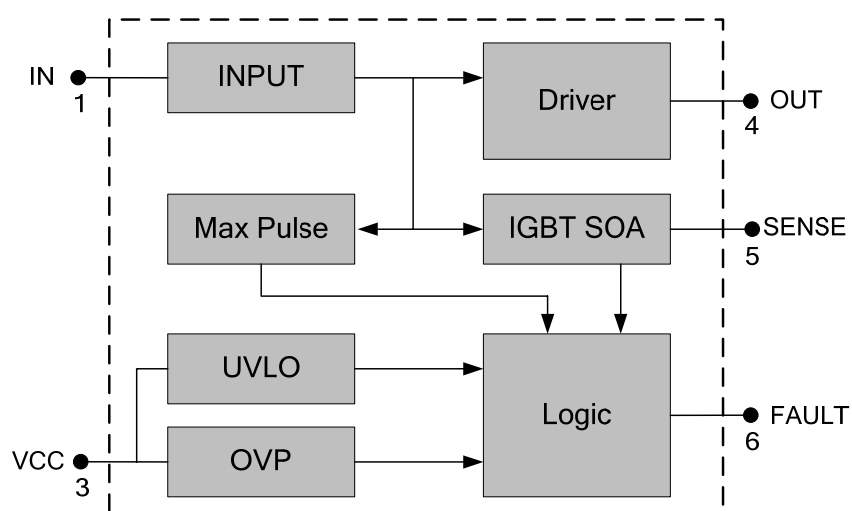 IN
1
INPUT
Driver
OUT
4
Max Pulse
IGBT SOA
SENSE
5
UVLO
Logic
FAULT
6
VCC
3
OVP